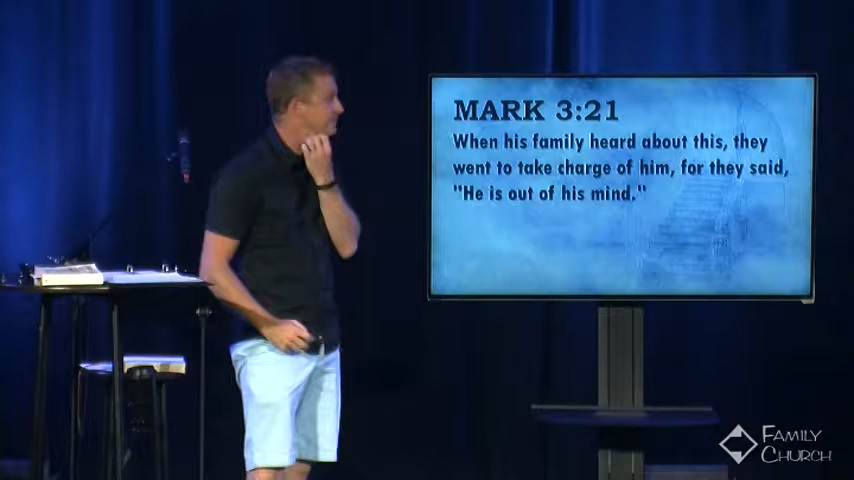 MARK 3:21
When his family heard about this, they
went to take charge of him, for they said,
"He is out of his mind."
FAMILY
CHURCH